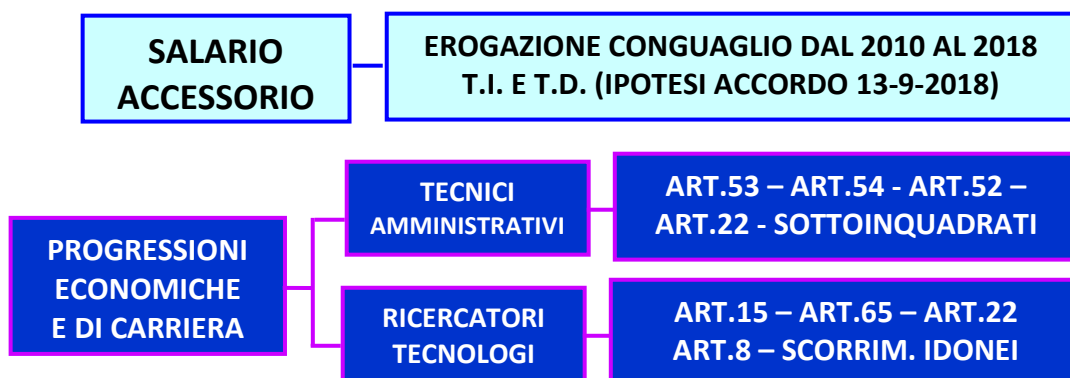 SALARIO
ACCESSORIO
EROGAZIONE CONGUAGLIO DAL 2010 AL 2018
T.I. E T.D. (IPOTESI ACCORDO 13-9-2018)
PROGRESSIONI
ECONOMICHE
E DI CARRIERA
TECNICI
AMMINISTRATIVI
ART.53 – ART.54 - ART.52 –
ART.22 - SOTTOINQUADRATI
RICERCATORI
TECNOLOGI
ART.15 – ART.65 – ART.22
ART.8 – SCORRIM. IDONEI